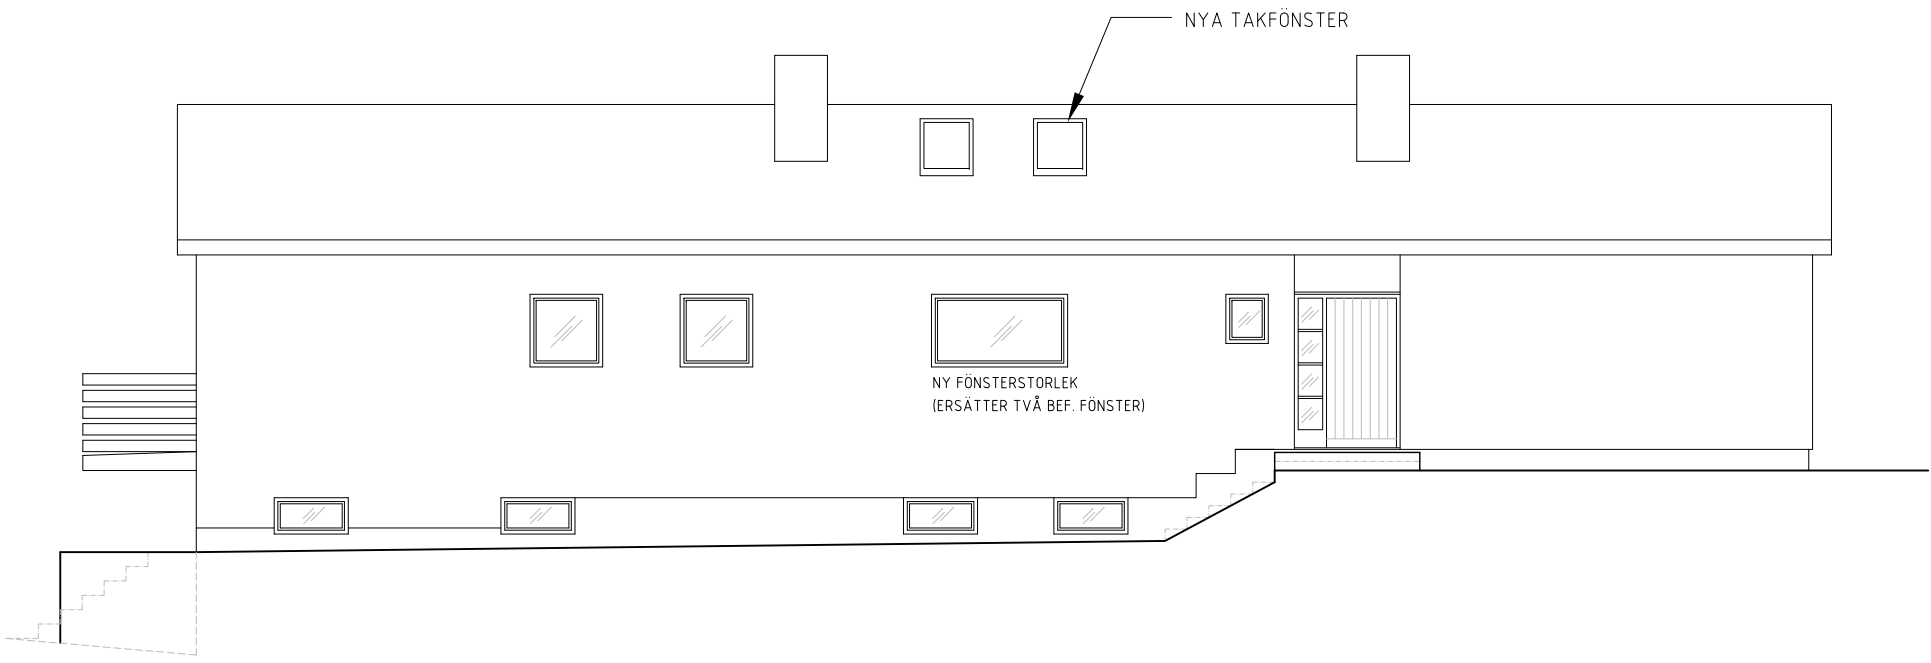 NYA TAKFÖNSTER
NY FÖNSTERSTORLEK
(ERSÄTTER TVÅ BEF. FÖNSTER)